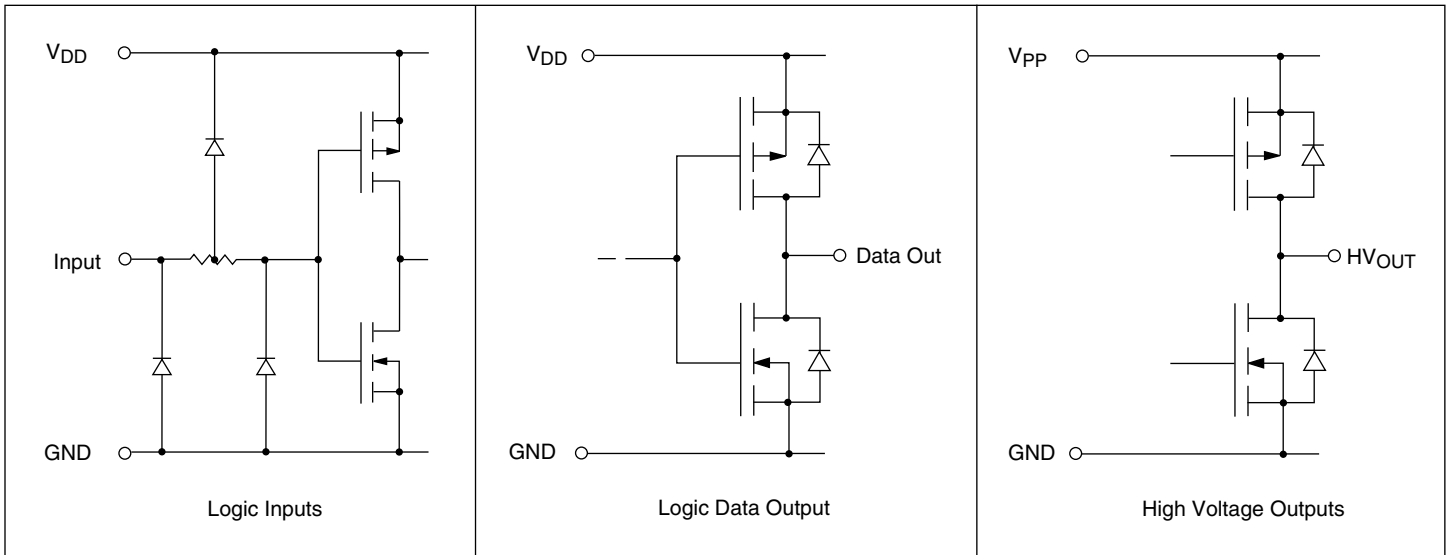 VDD
Input
GND
Logic Inputs
VDD
Data Out
GND
Logic Data Output
VPP
HVOUT
GND
High Voltage Outputs